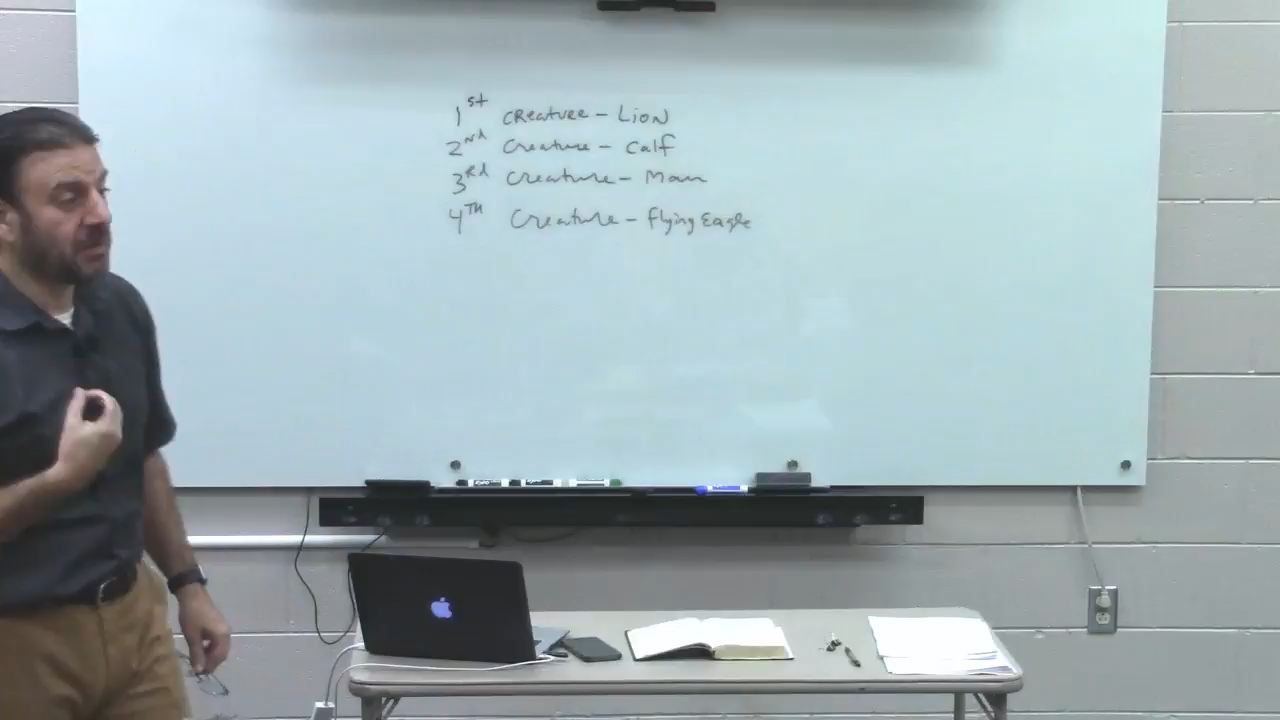 1st Creature - Lion
2nd Creature - Calf
3rd Creature - Man
4TH Creature - Flying Eagle